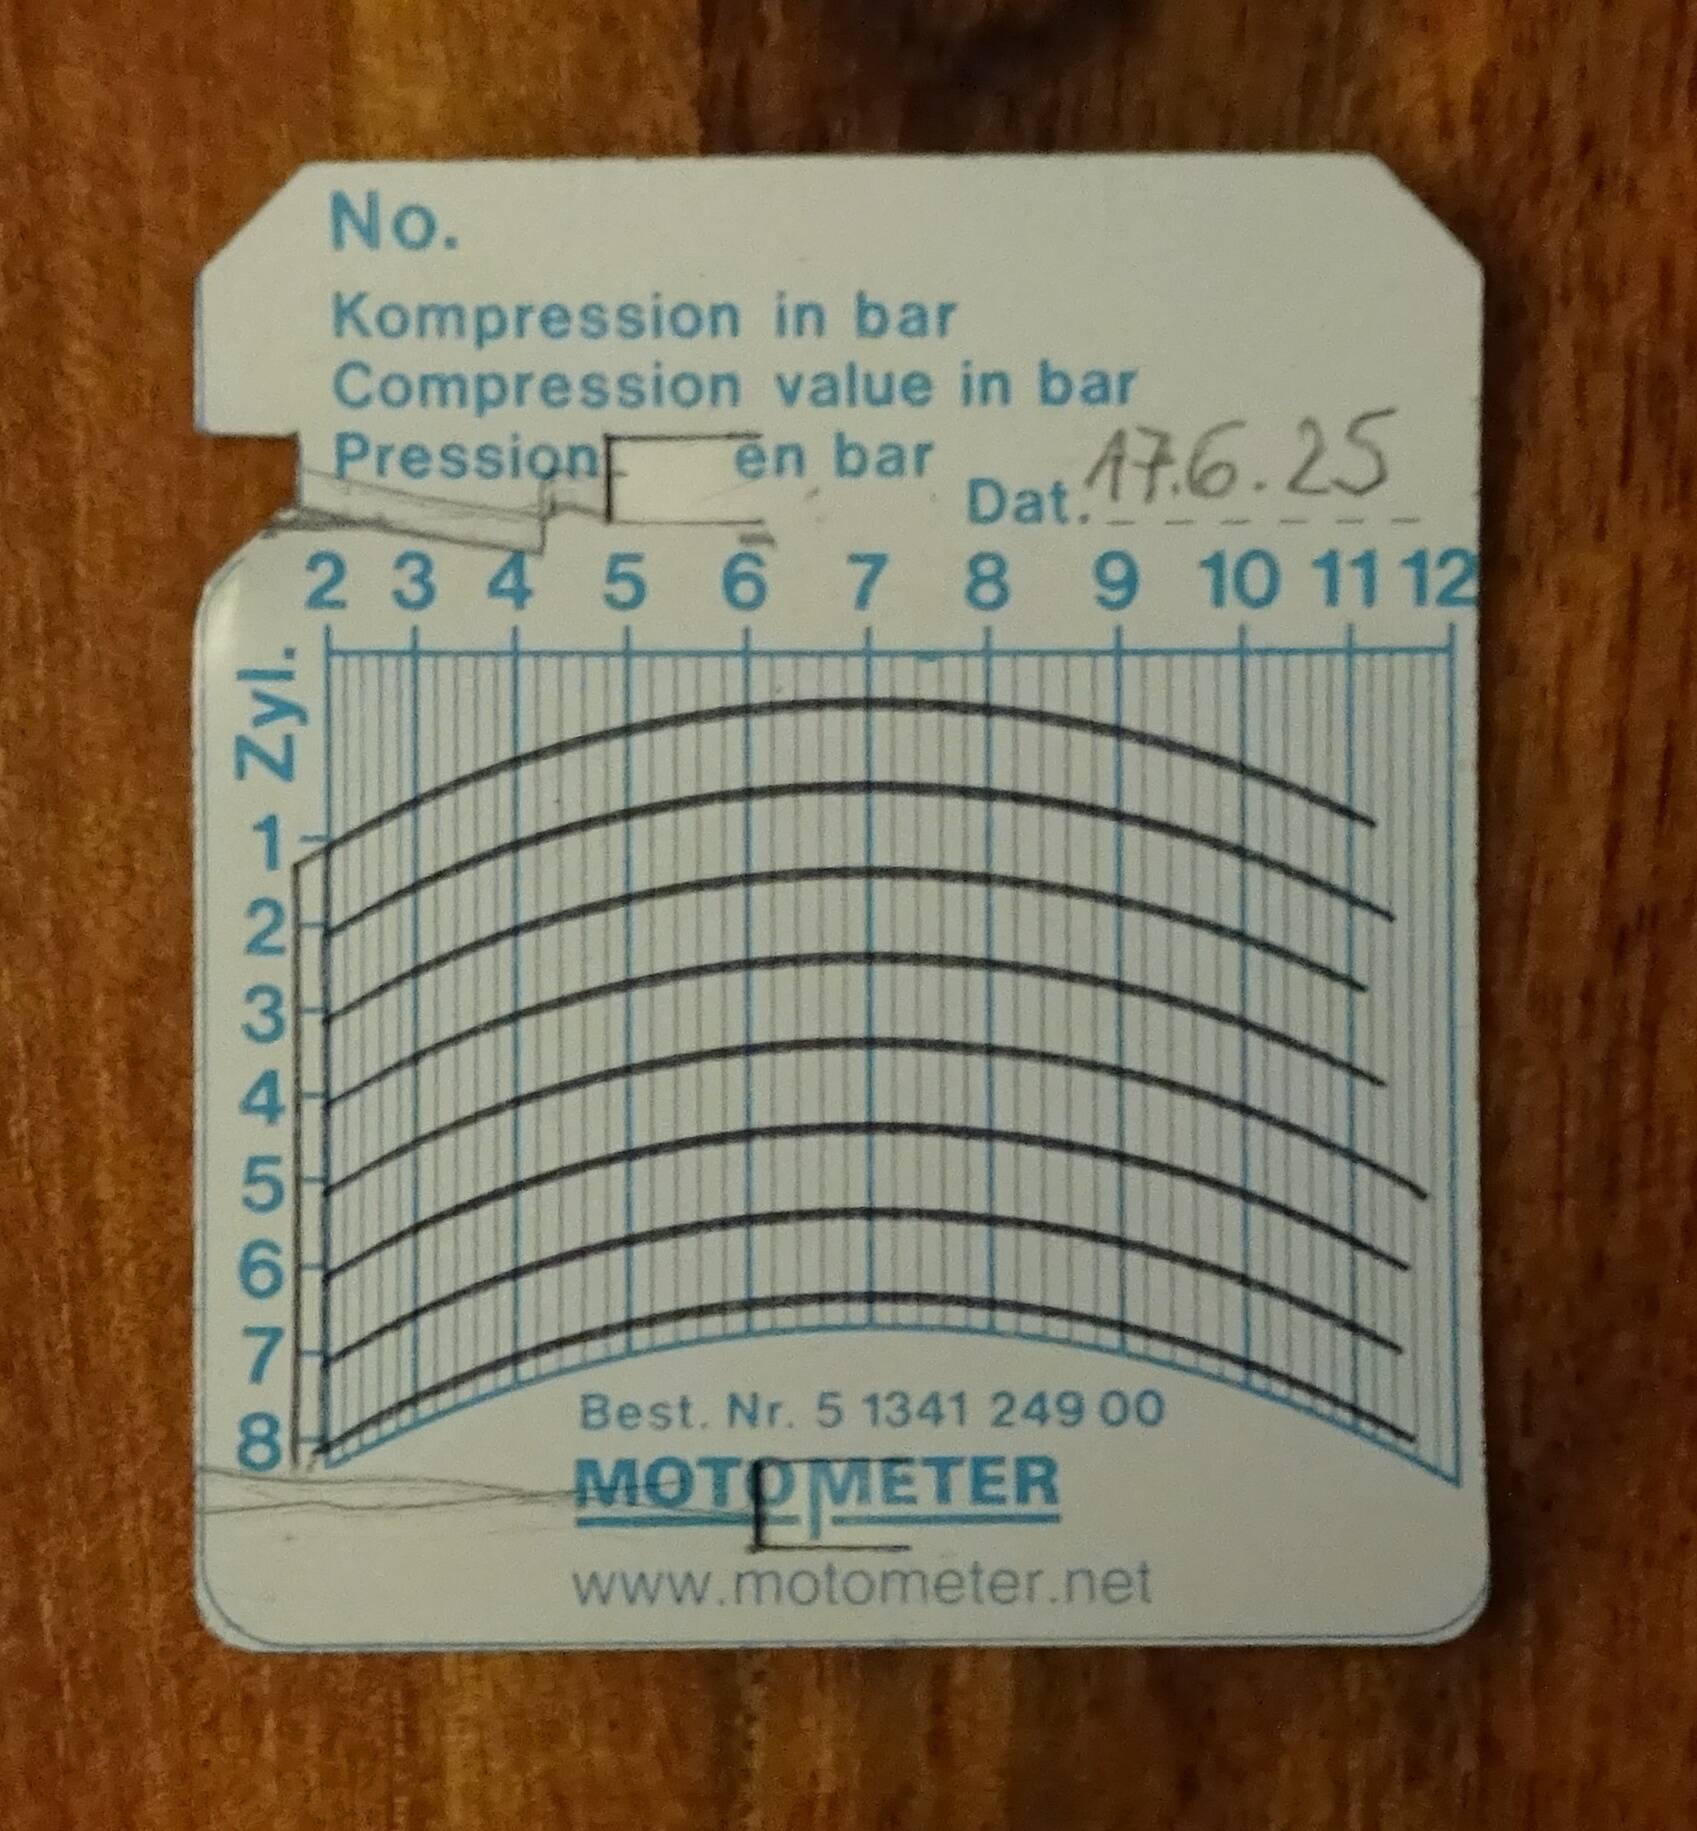 No.
Kompression in bar
Compression value in bar
Pression en bar
Dat. 17.6.25
2 3 4 5 6 7 8 9 10 11 12
Zyl.
1
2
3
4
5
6
7
8
Best. Nr. 5 1341 249 00
MOTOMETER
www.motometer.net